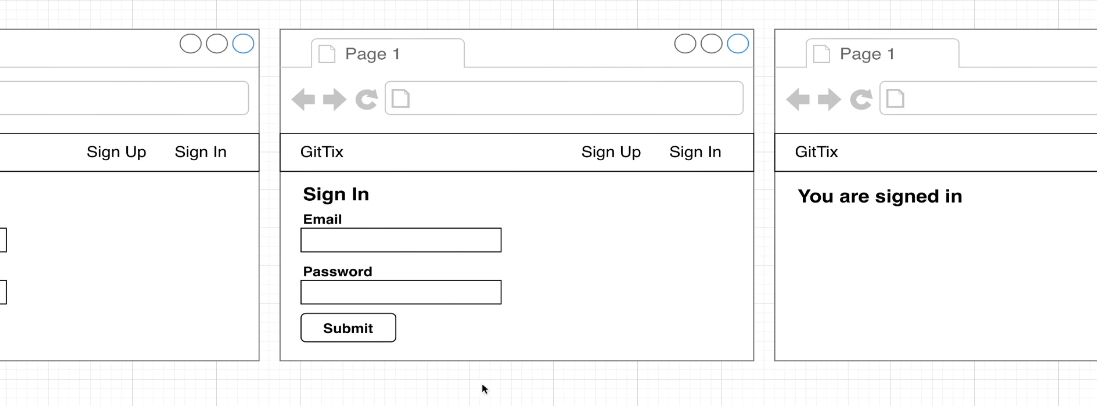 Sign Up Sign In
Page 1
GitTix Sign Up Sign In
Sign In
Email
Password
Submit
Page 1
GitTix
You are signed in